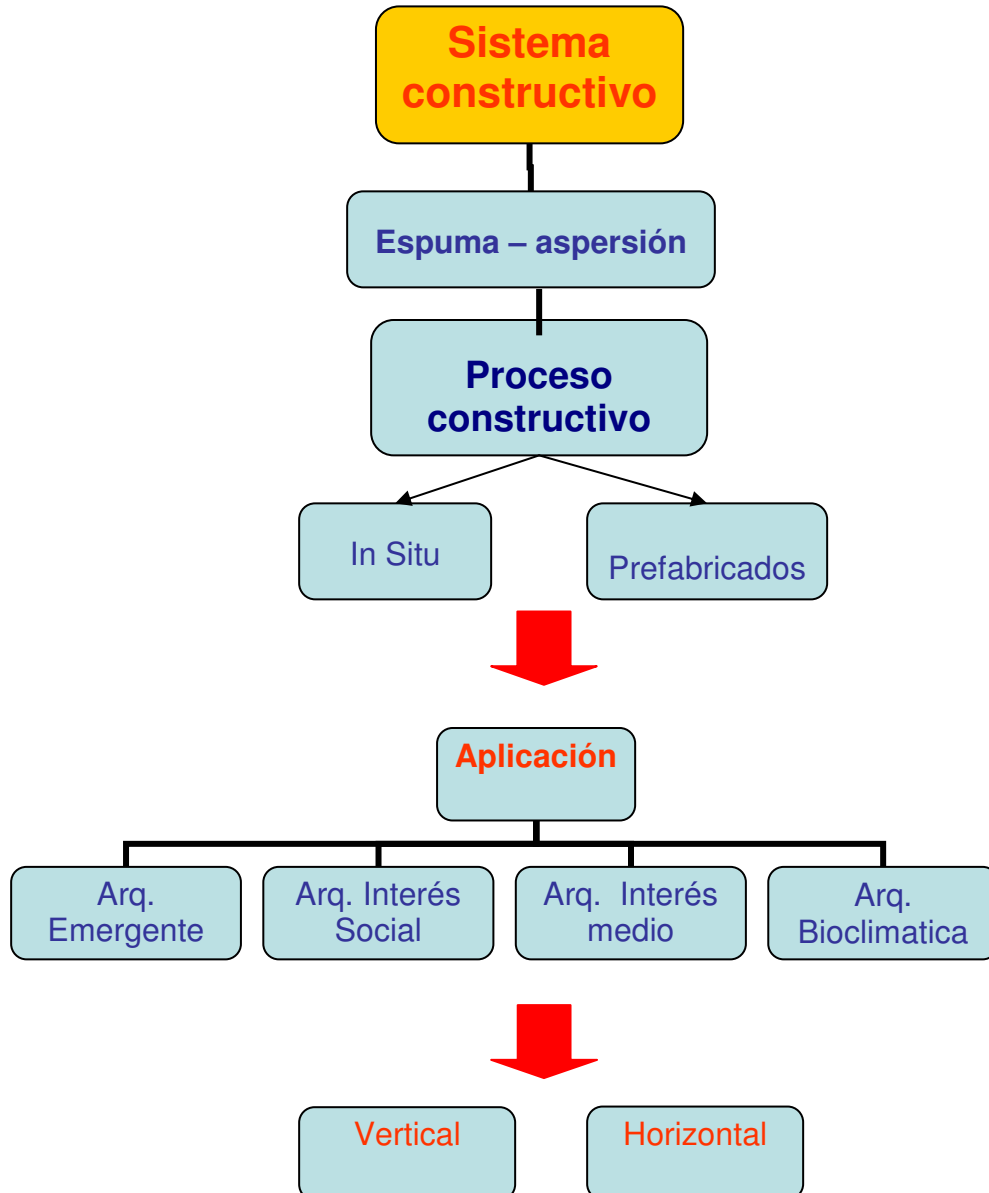 Sistema
constructivo
Espuma – aspersión
Proceso
constructivo
In Situ
Prefabricados
Aplicación
Arq.
Emergente
Arq. Interés
Social
Arq. Interés
medio
Arq.
Bioclimatica
Vertical
Horizontal